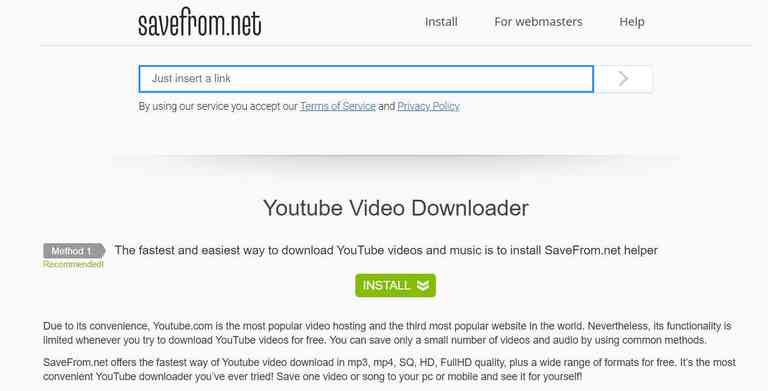 savefrom.net
Install For webmasters Help
Just insert a link
By using our service you accept our Terms of Service and Privacy Policy
Youtube Video Downloader
Method 1 The fastest and easiest way to download YouTube videos and music is to install SaveFrom.net helper
Recommended!
INSTALL
Due to its convenience, Youtube.com is the most popular video hosting and the third most popular website in the world. Nevertheless, its functionality is
limited whenever you try to download YouTube videos for free. You can save only a small number of videos and audio by using common methods.
SaveFrom.net offers the fastest way of Youtube video download in mp3, mp4, SQ, HD, FullHD quality, plus a wide range of formats for free. It's the most
convenient YouTube downloader you've ever tried! Save one video or song to your pc or mobile and see it for yourself!